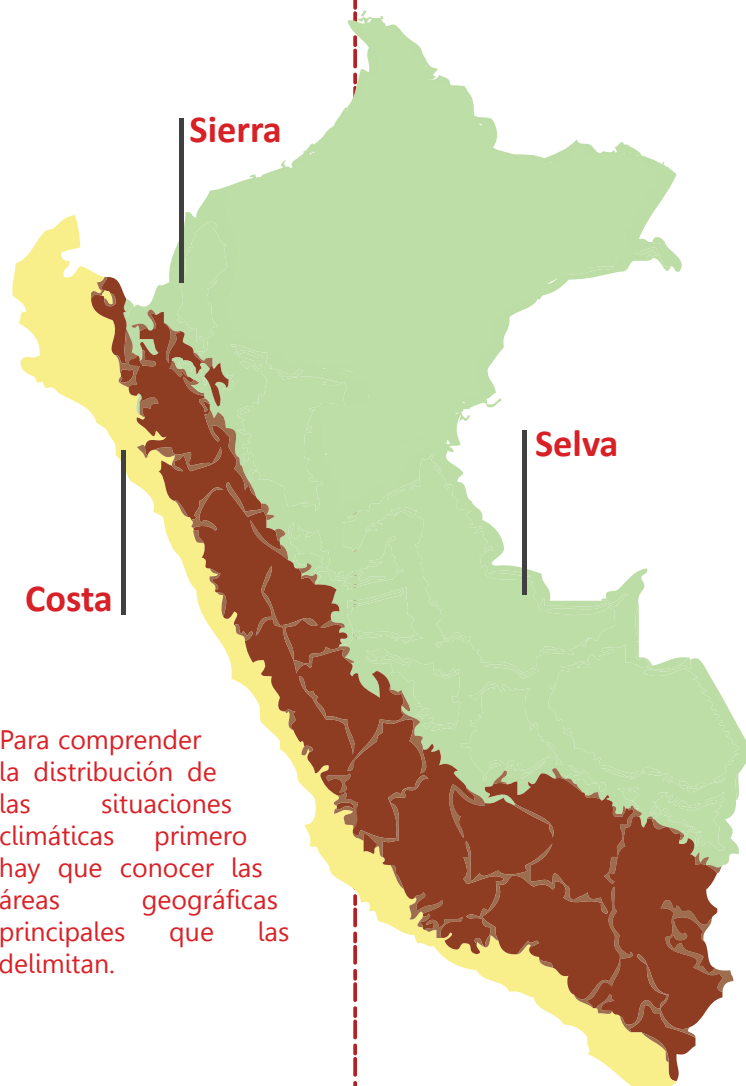 Sierra
Selva
Costa
Para comprender
la distribución de
las situaciones
climáticas primero
hay que conocer las
áreas geográficas
principales que las
delimitan.